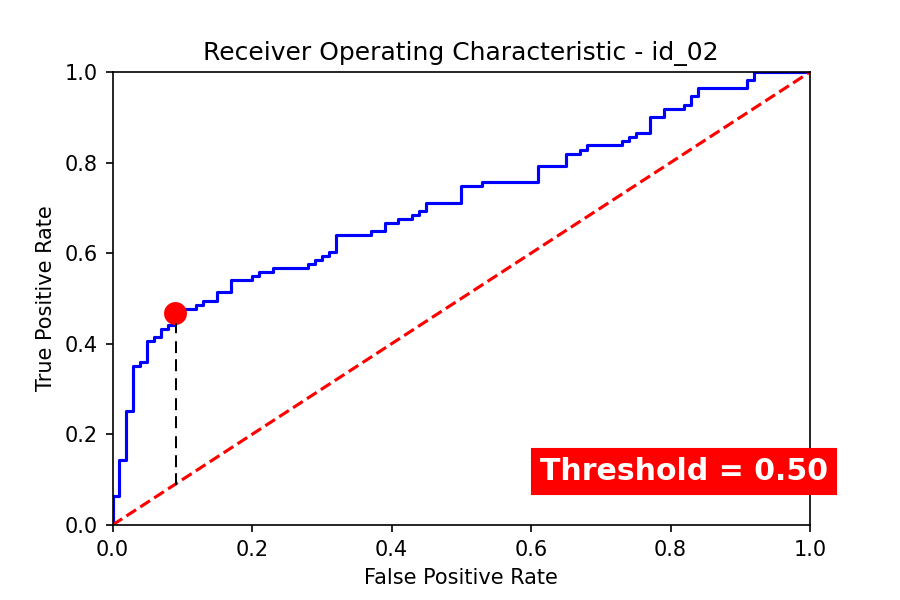 Receiver Operating Characteristic - id_02
True Positive Rate
1.0
0.8
0.6
0.4
0.2
0.0
Threshold = 0.50
0.0 0.2 0.4 0.6 0.8 1.0
False Positive Rate